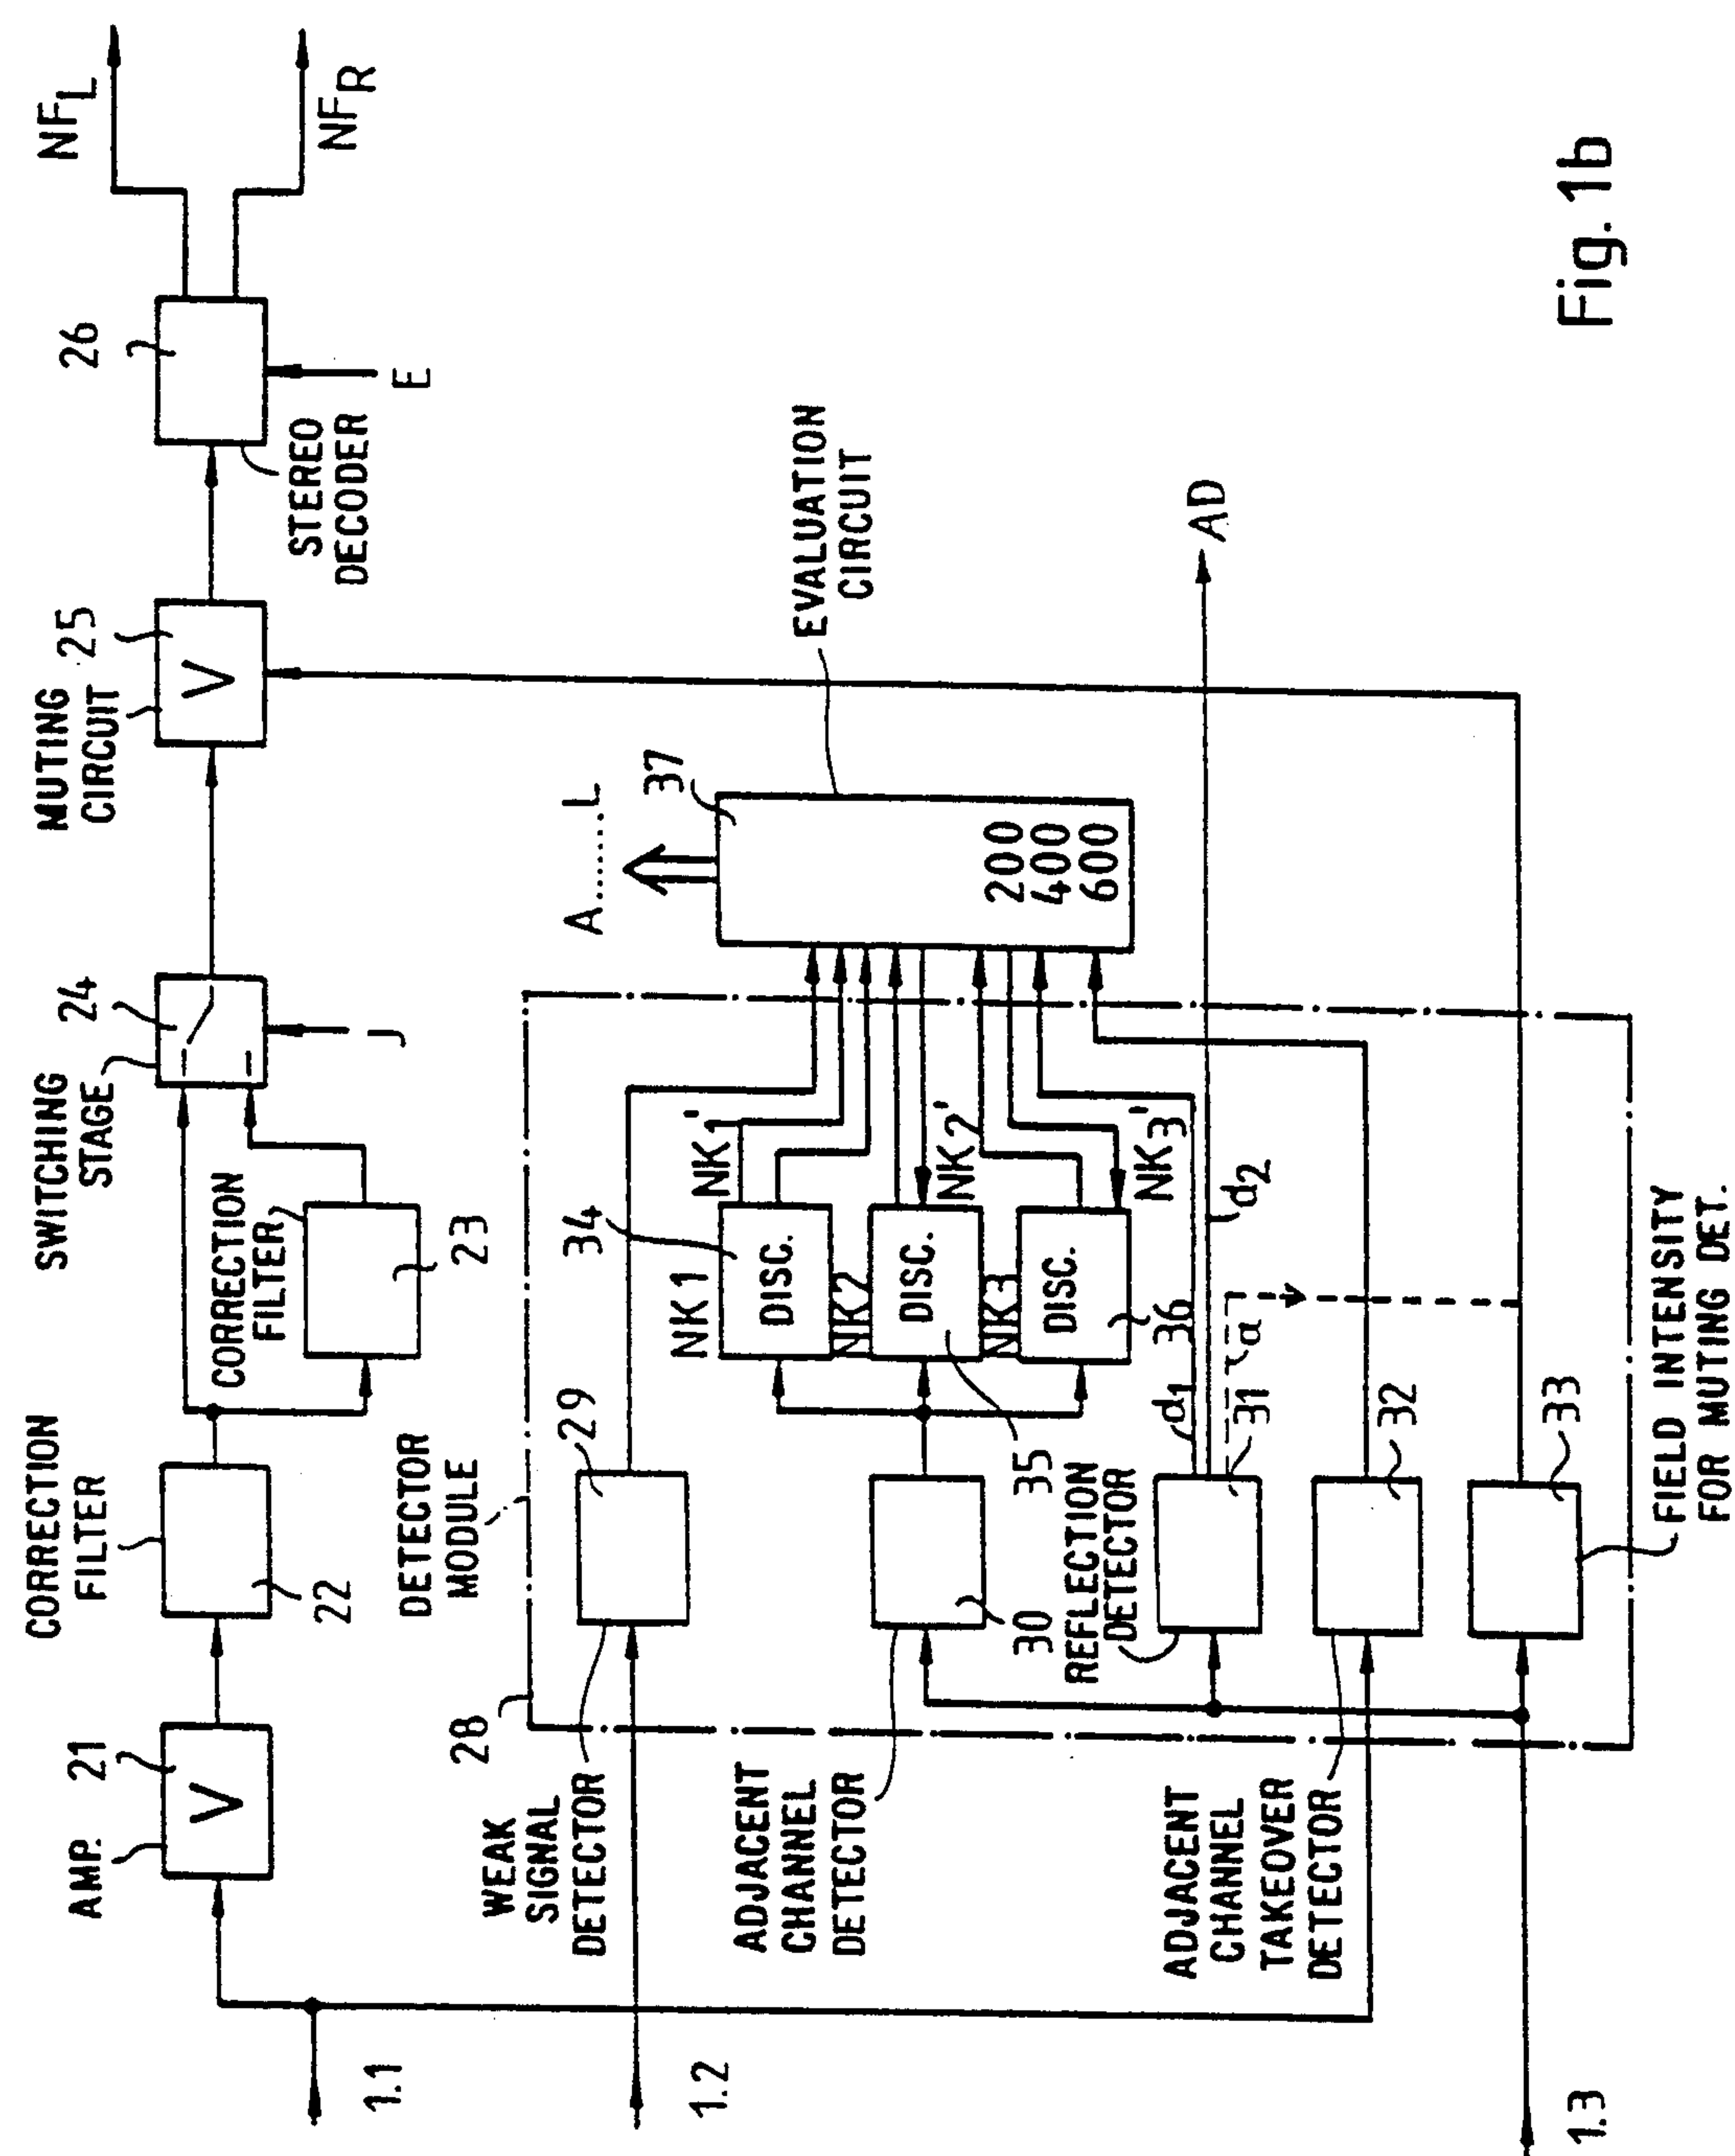 NFL
NFR
26
STEREO
DECODER
E
MUTING
CIRCUIT
25
V
SWITCHING
STAGE
24
J
CORRECTION
FILTER
23
CORRECTION
FILTER
22
AMP.
21
V
1.1
EVALUATION
CIRCUIT
A......L
37
200
400
600
AD
DETECTOR
MODULE
28
29
WEAK
SIGNAL
DETECTOR
1.2
34
NK1
NK1'
DISC.
NK2
NK2'
DISC.
35
NK3
NK3'
DISC.
36
30
ADJACENT
CHANNEL
DETECTOR
REFLECTION
DETECTOR
31
d1
d2
a
ADJACENT
CHANNEL
TAKEOVER
DETECTOR
32
33
FIELD INTENSITY
FOR MUTING DET.
1.3
Fig. 1b